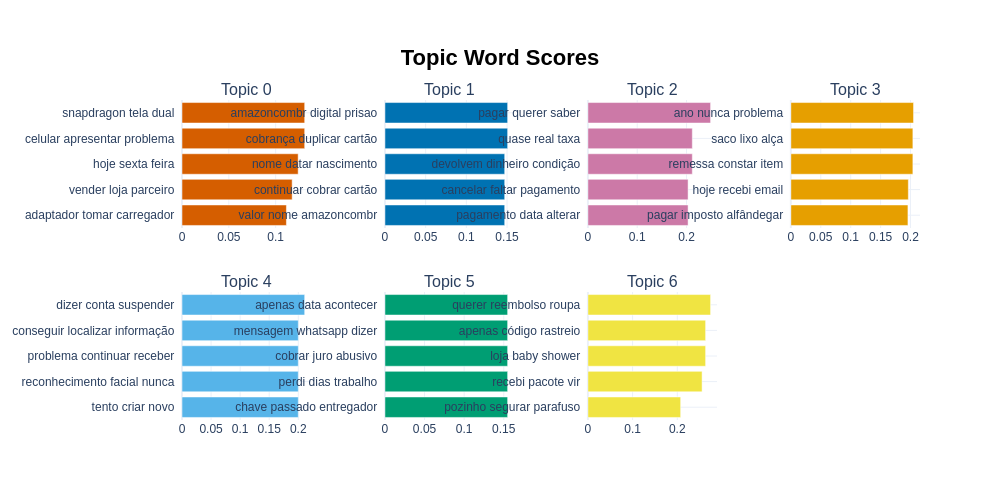 Topic Word Scores
Topic 0
snapdragon tela dual
celular apresentar problema
hoje sexta feira
vender loja parceiro
adaptador tomar carregador
0 0.05 0.1
Topic 1
amazoncombr digital prisao
cobrança duplicar cartão
nome datar nascimento
continuar cobrar cartão
valor nome amazoncombr
0 0.05 0.1 0.15
Topic 2
pagar querer saber
quase real taxa
devolvem dinheiro condição
cancelar faltar pagamento
pagamento data alterar
0 0.1 0.2
Topic 3
ano nunca problema
saco lixo alça
remessa constar item
hoje recebi email
pagar imposto alfândegar
0 0.05 0.1 0.15 0.2
Topic 4
dizer conta suspender
conseguir localizar informação
problema continuar receber
reconhecimento facial nunca
tento criar novo
0 0.05 0.1 0.15 0.2
Topic 5
apenas data acontecer
mensagem whatsapp dizer
cobrar juro abusivo
perdi dias trabalho
chave passado entregador
0 0.05 0.1 0.15
Topic 6
querer reembolso roupa
apenas código rastreio
loja baby shower
recebi pacote vir
pozinho segurar parafuso
0 0.1 0.2